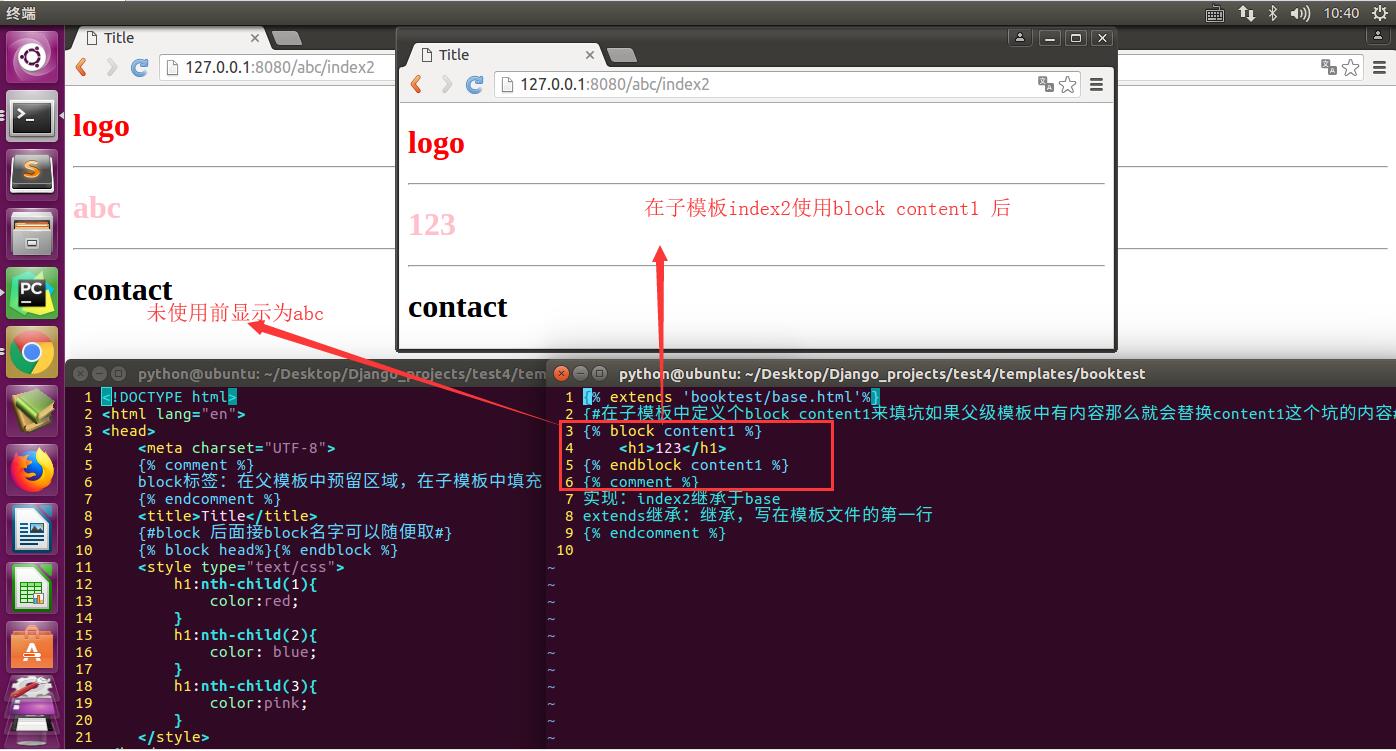 终端
10:40
Title
127.0.0.1:8080/abc/index2
logo
abc
contact
未使用前显示为abc
Title
127.0.0.1:8080/abc/index2
logo
123
contact
在子模板index2使用block content1 后
python@ubuntu: ~/Desktop/Django_projects/test4/tem
1 <!DOCTYPE html>
2 <html lang="en">
3 <head>
4     <meta charset="UTF-8">
5     {% comment %}
6     block标签：在父模板中预留区域，在子模板中填充
7     {% endcomment %}
8     <title>Title</title>
9     {#block 后面接block名字可以随便取#}
10     {% block head%}{% endblock %}
11     <style type="text/css">
12         h1:nth-child(1){
13             color:red;
14         }
15         h1:nth-child(2){
16             color: blue;
17         }
18         h1:nth-child(3){
19             color:pink;
20         }
21     </style>
python@ubuntu: ~/Desktop/Django_projects/test4/templates/booktest
1 {% extends 'booktest/base.html'%}
2 {#在子模板中定义个block content1来填坑如果父级模板中有内容那么就会替换content1这个坑的内容
3 {% block content1 %}
4     <h1>123</h1>
5 {% endblock content1 %}
6 {% comment %}
7 实现：index2继承于base
8 extends继承：继承，写在模板文件的第一行
9 {% endcomment %}
10
~
~
~
~
~
~
~
~
~
~
~